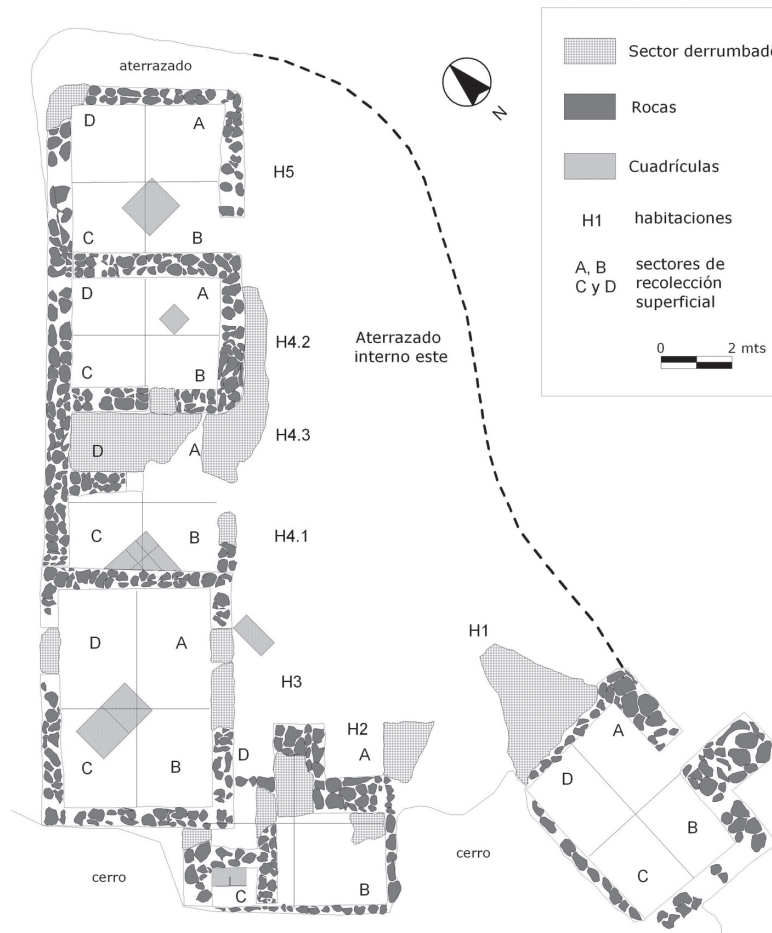 aterrazado
N
Sector derrumbado
Rocas
Cuadrículas
H1 habitaciones
A, B sectores de
C y D recolección
superficial
0 2 mts
D A
H5
C B
D A
H4.2
Aterrazado
interno este
C B
D A
H4.3
C B
H4.1
D A
H3
H1
C B
D
H2
A
A
D
B
C
cerro
cerro
C B